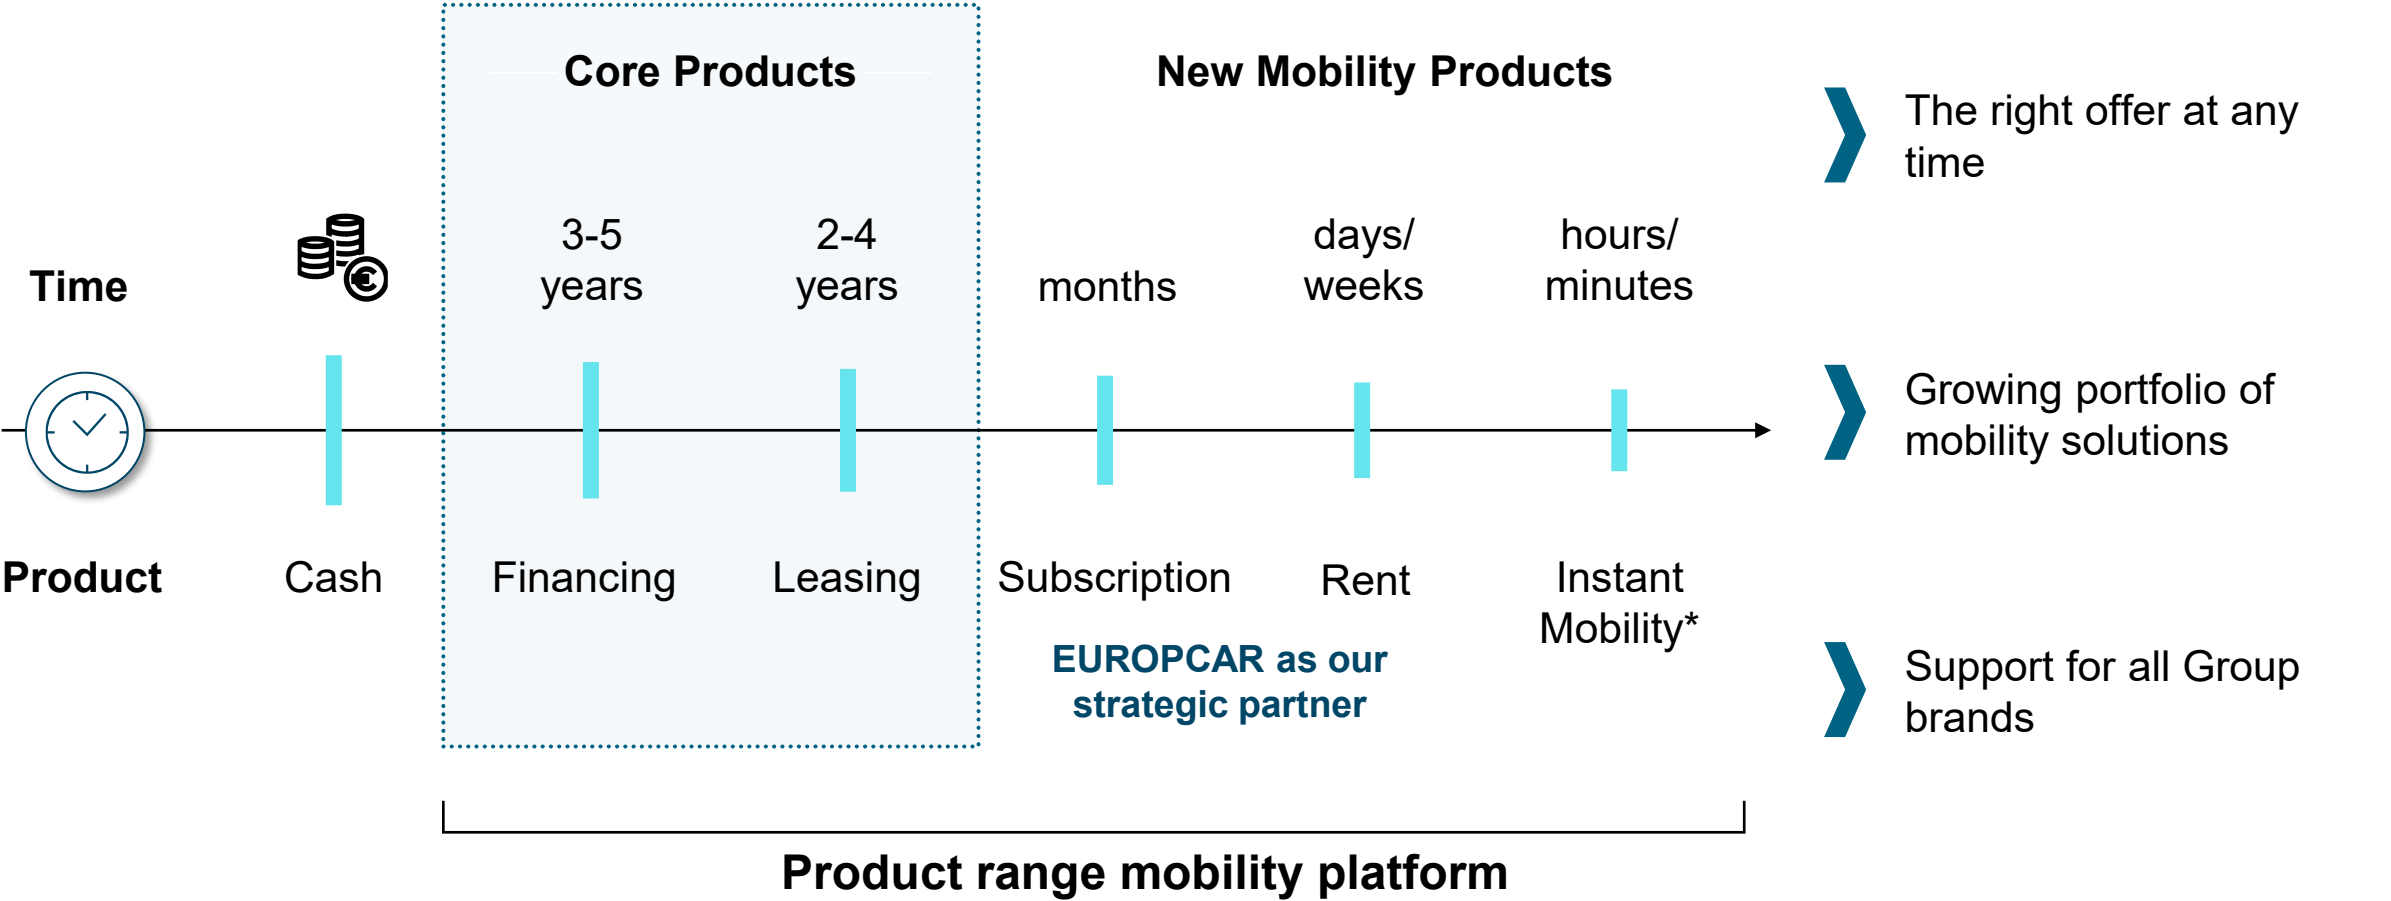 Core Products
New Mobility Products
The right offer at any
time
Time
3-5
years
2-4
years
months
days/
weeks
hours/
minutes
Growing portfolio of
mobility solutions
Product
Cash
Financing
Leasing
Subscription
Rent
Instant
Mobility*
EUROPCAR as our
strategic partner
Support for all Group
brands
Product range mobility platform